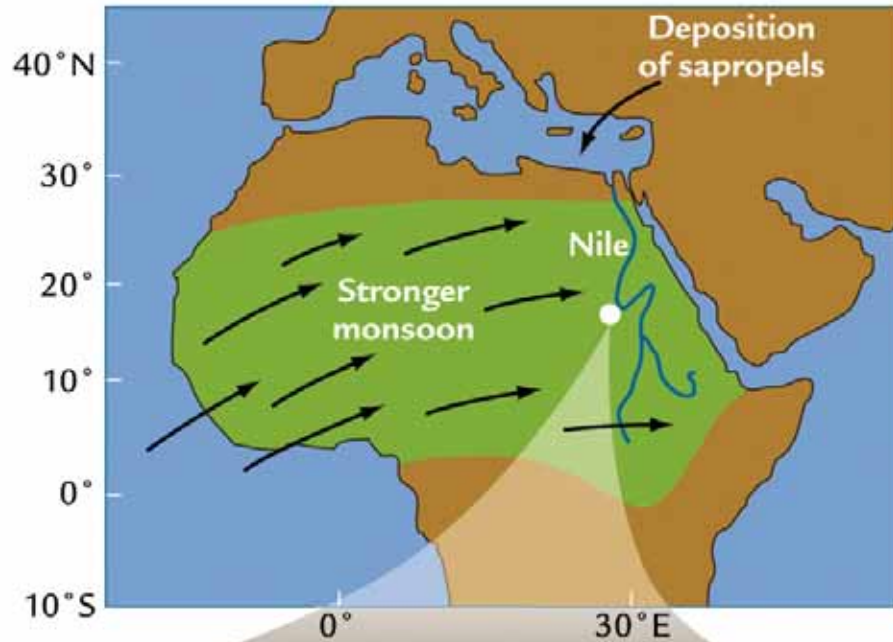 Deposition
of sapropels
40°N
30°
Nile
20°
Stronger
monsoon
10°
0°
10°S
0°
30°E